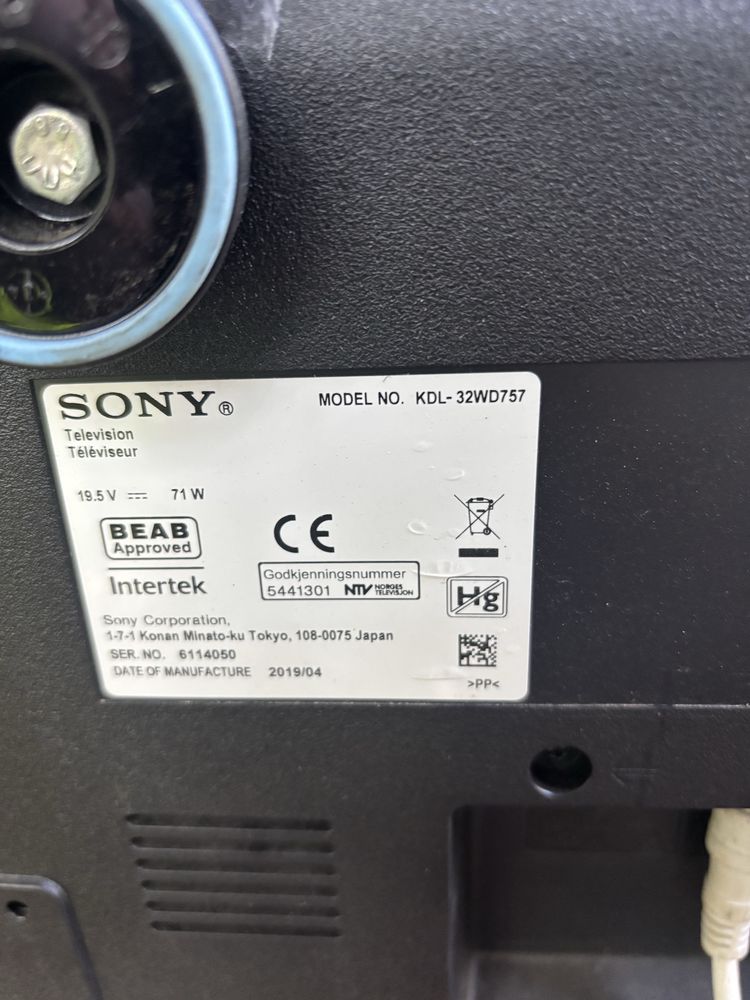 SONY®
MODEL NO. KDL- 32WD757
Television
Téléviseur
19.5 V ⎓ 71 W
BEAB
Approved
Intertek
CE
Godkjenningsnummer
5441301 NTV NORGES TELEVISJON
Hg
Sony Corporation,
1-7-1 Konan Minato-ku Tokyo, 108-0075 Japan
SER. NO. 6114050
DATE OF MANUFACTURE 2019/04
>PP<